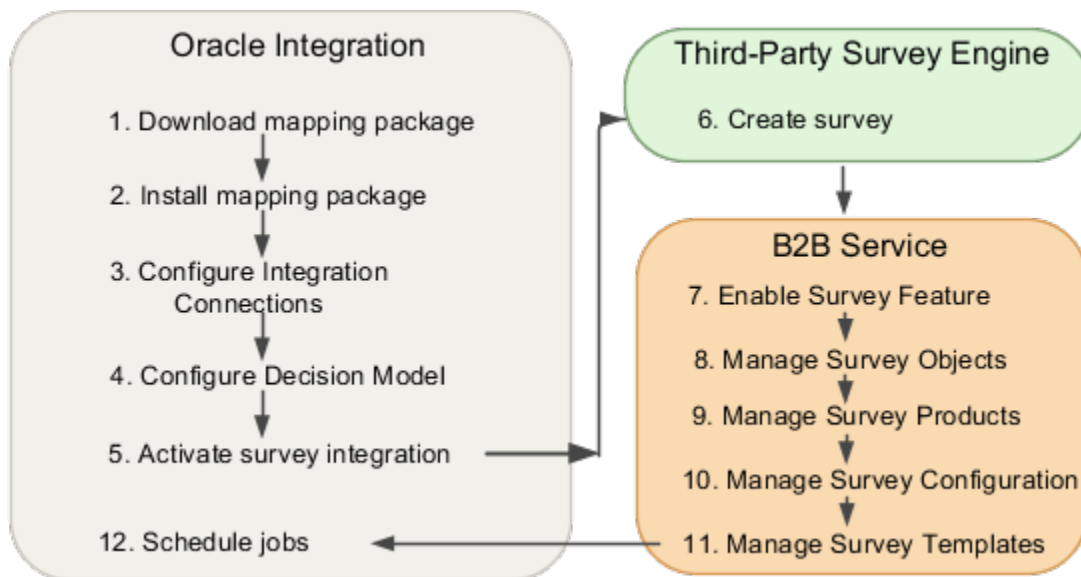 Oracle Integration
1. Download mapping package
2. Install mapping package
3. Configure Integration
Connections
4. Configure Decision Model
5. Activate survey integration
Third-Party Survey Engine
6. Create survey
B2B Service
7. Enable Survey Feature
8. Manage Survey Objects
9. Manage Survey Products
10. Manage Survey Configuration
11. Manage Survey Templates
12. Schedule jobs